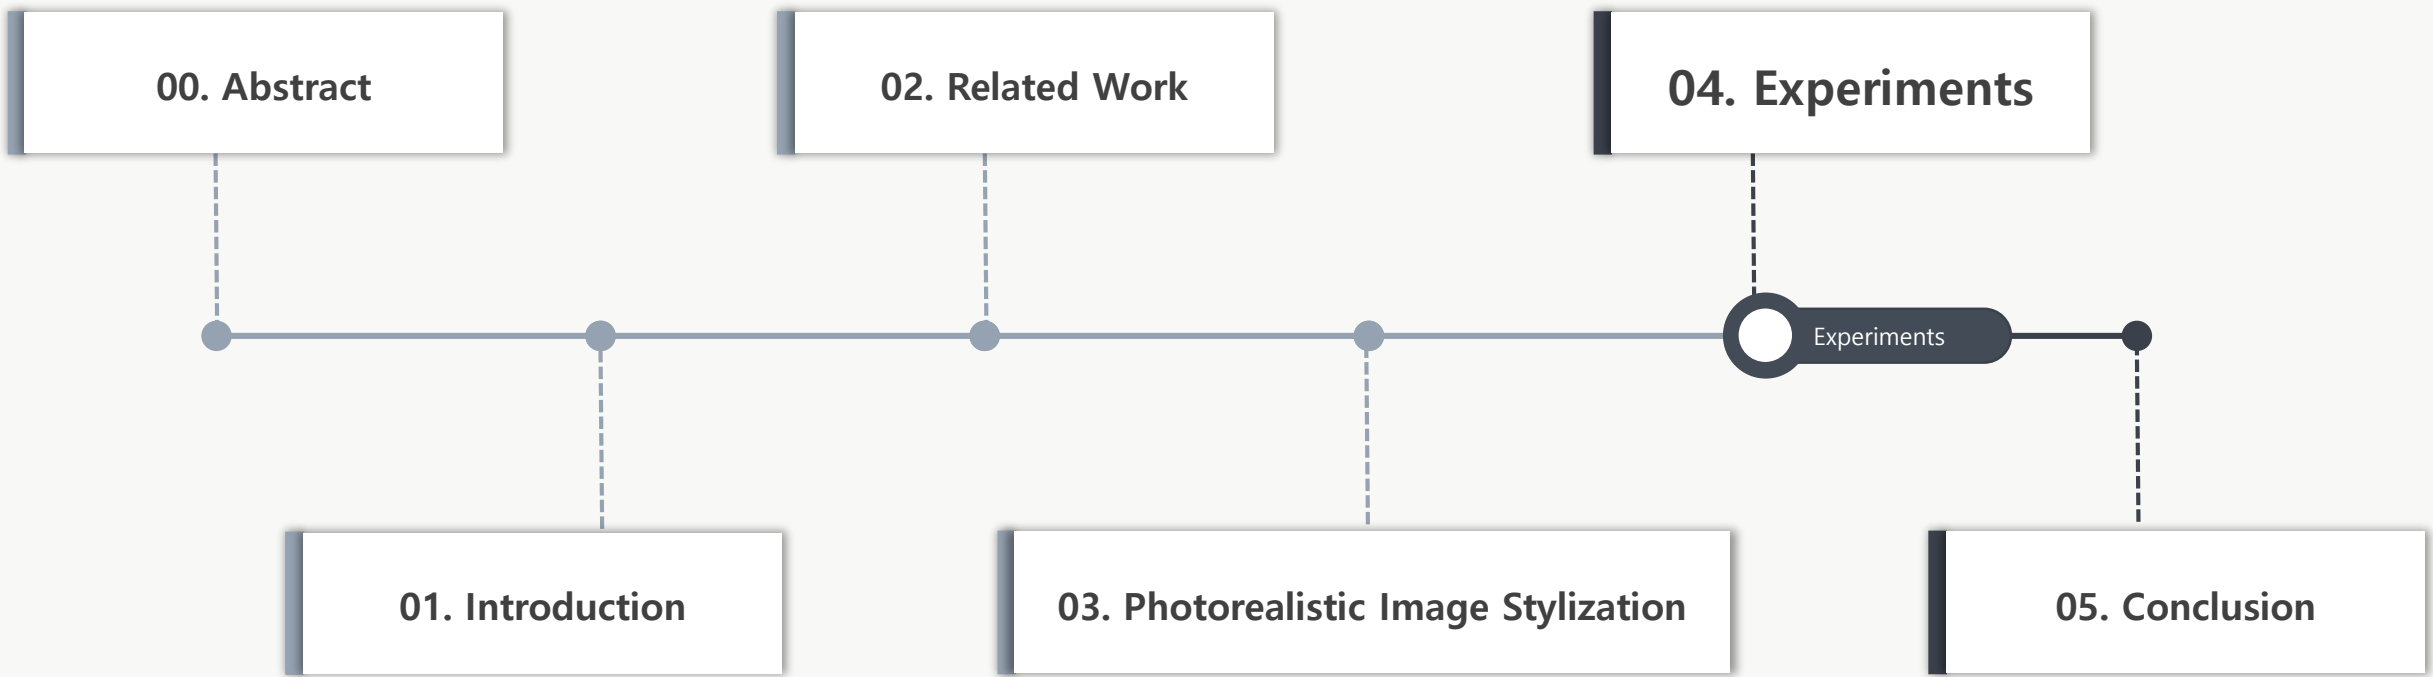 00. Abstract
02. Related Work
04. Experiments
Experiments
01. Introduction
03. Photorealistic Image Stylization
05. Conclusion